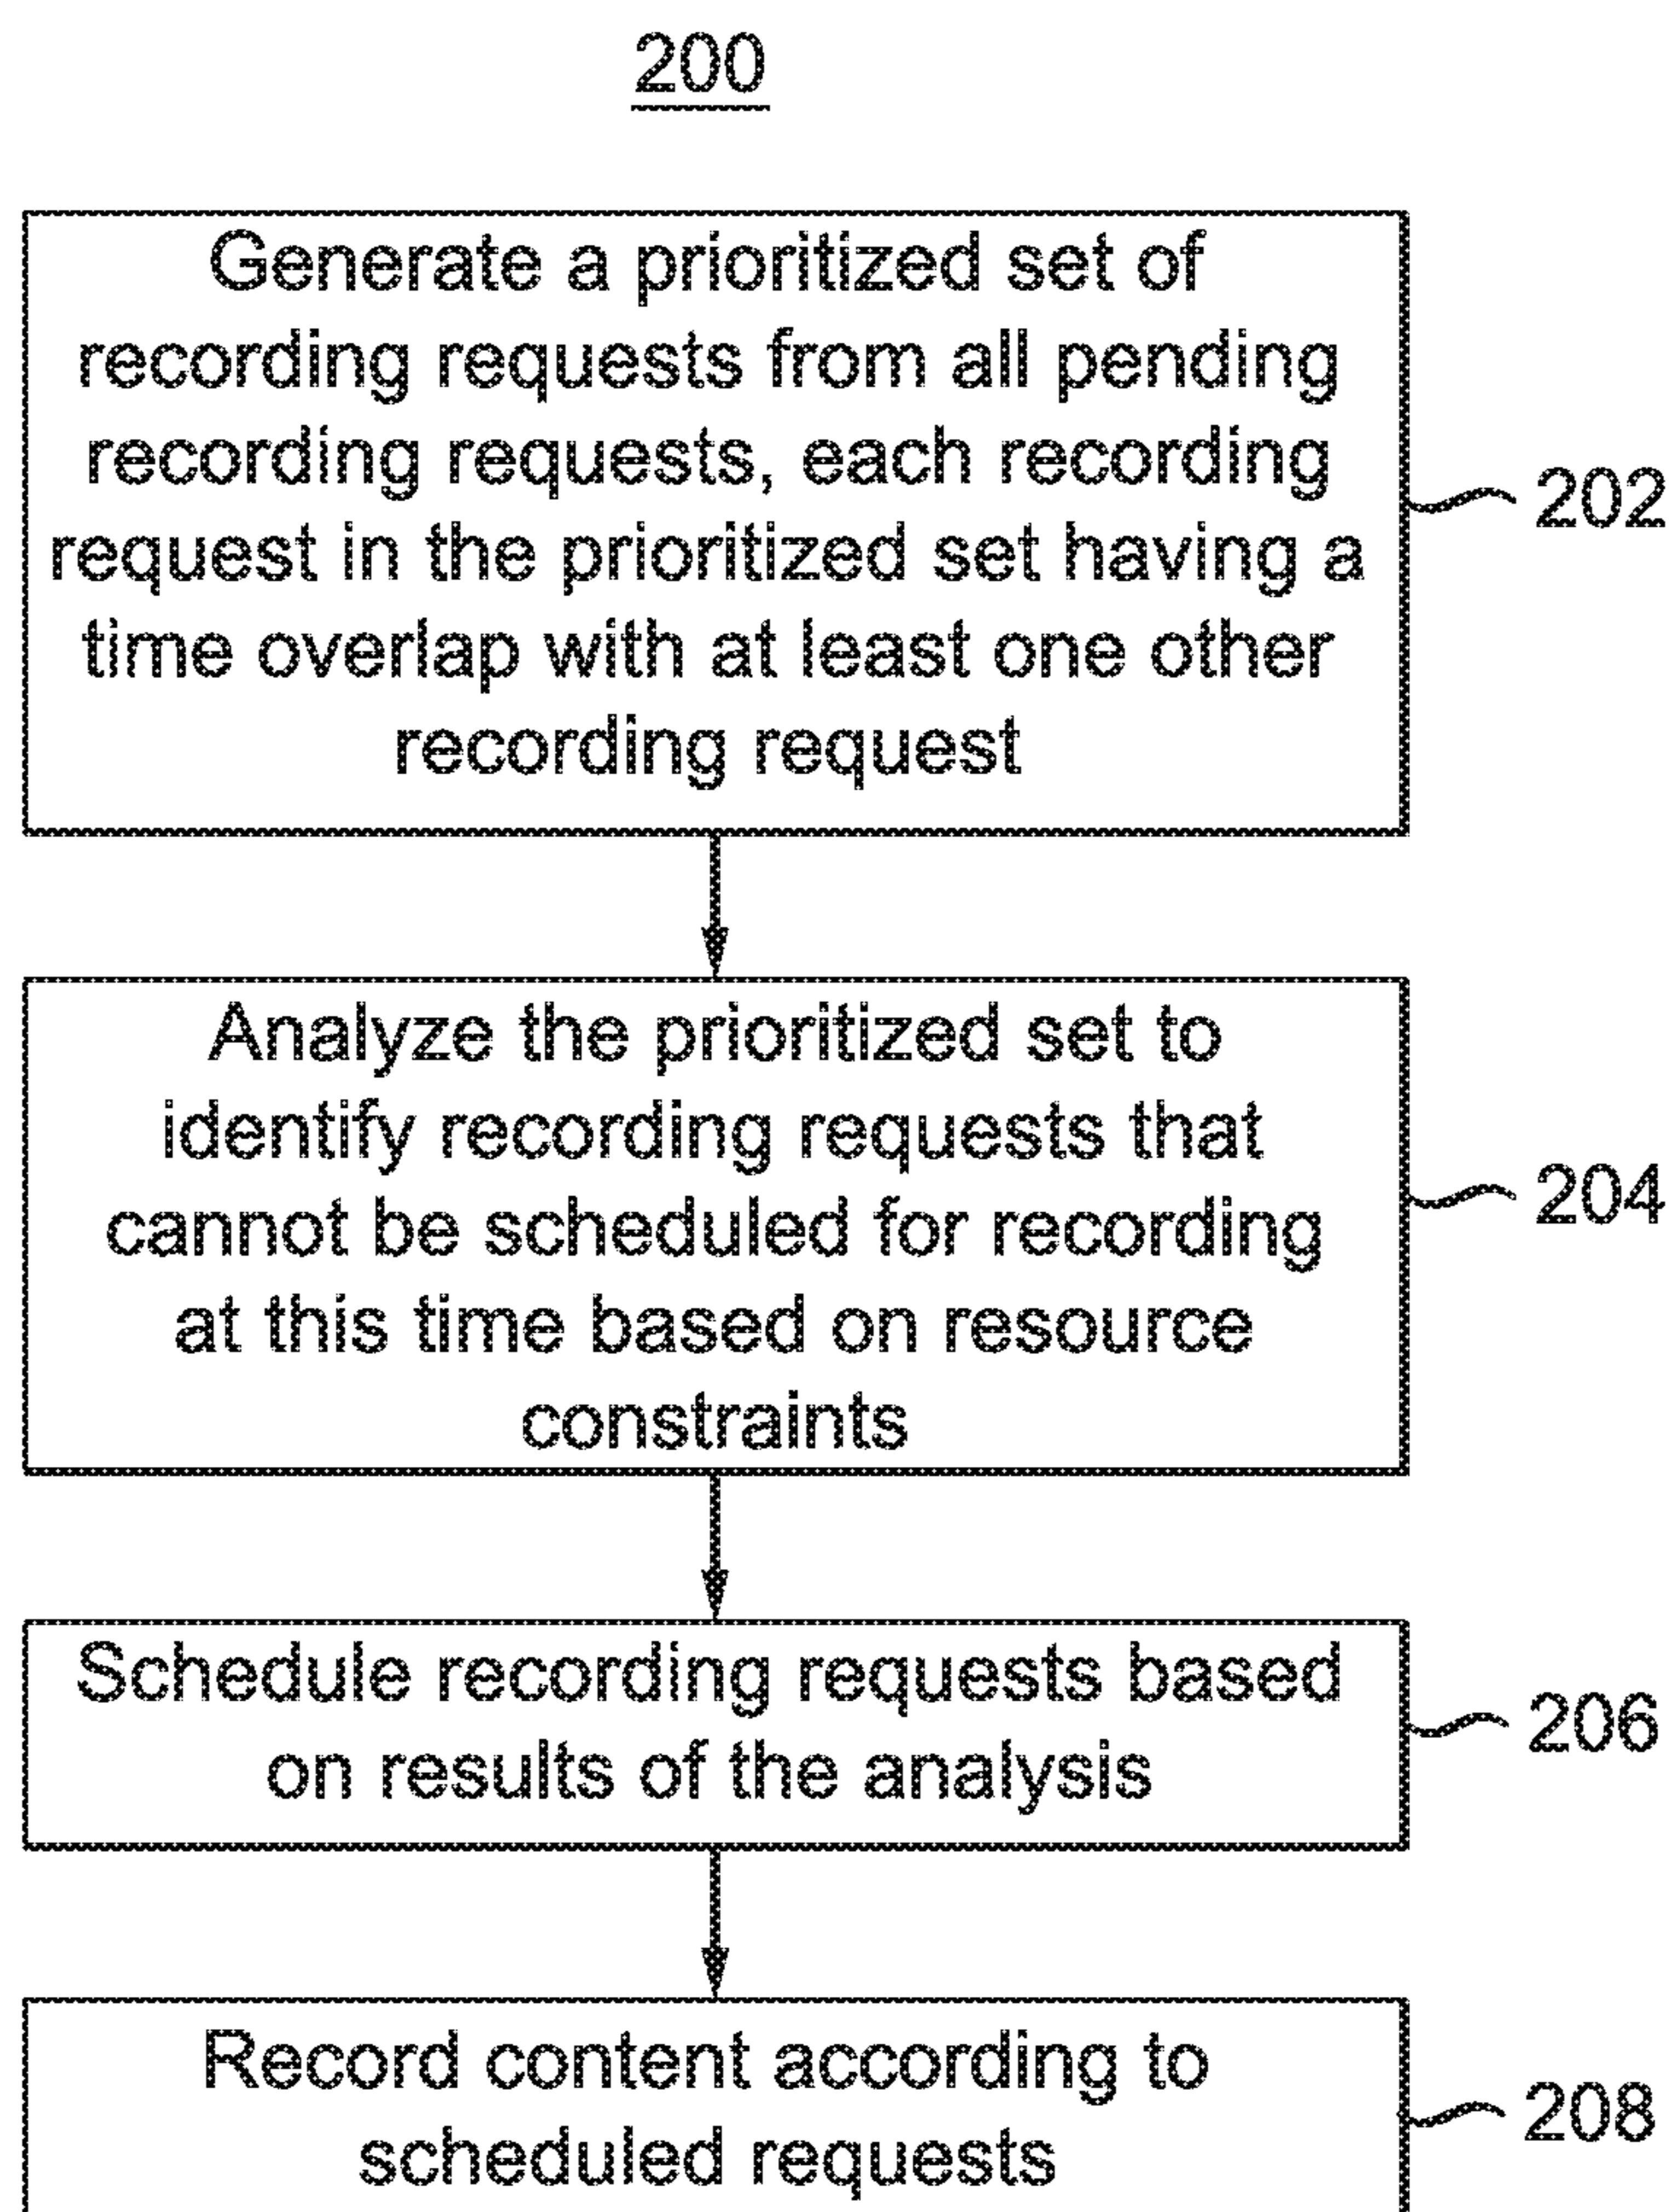 200
Generate a prioritized set of
recording requests from all pending
recording requests, each recording
request in the prioritized set having a
time overlap with at least one other
recording request
202
Analyze the prioritized set to
identify recording requests that
cannot be scheduled for recording
at this time based on resource
constraints
204
Schedule recording requests based
on results of the analysis
206
Record content according to
scheduled requests
208